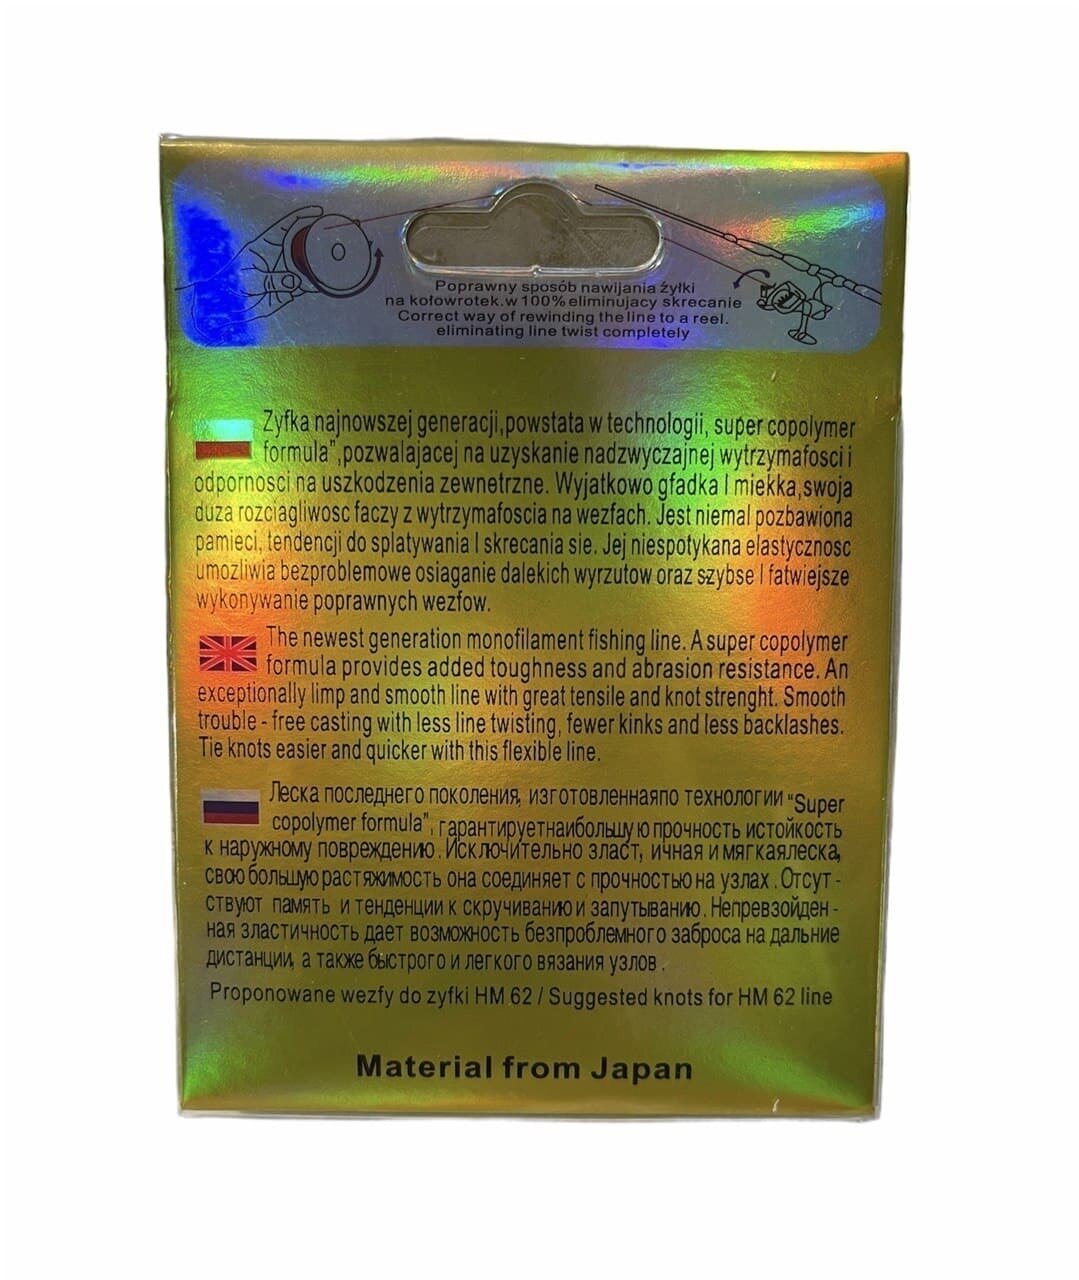 Poprawny sposób nawijania żyłki
na kołowrotek.w 100% eliminujacy skrecanie
Correct way of rewinding the line to a reel.
eliminating line twist completely
Zyfka najnowszej generacji,powstata w technologii, super copolymer
formula",pozwalajacej na uzyskanie nadzwyczajnej wytrzymafosci i
odpornosci na uszkodzenia zewnetrzne. Wyjatkowo gfadka I miekka,swoja
duza rozciagliwosc faczy z wytrzymafoscia na wezfach. Jest niemal pozbawiona
pamieci, tendencji do splatywania I skrecania sie. Jej niespotykana elastycznosc
umozliwia bezproblemowe osiaganie dalekich wyrzutow oraz szybse I fatwiejsze
wykonywanie poprawnych wezfow.
The newest generation monofilament fishing line. A super copolymer
formula provides added toughness and abrasion resistance. An
exceptionally limp and smooth line with great tensile and knot strenght. Smooth
trouble - free casting with less line twisting, fewer kinks and less backlashes.
Tie knots easier and quicker with this flexible line.
Леска последнего поколения, изготовленнаяпо технологии "Super
copolymer formula", гарантируетнаибольшу ю прочность истойкость
к наружному повреждению. Исключительно зласт, ичная и мягкаялеска,
свою большую растяжимость она соединяет с прочностью на узлах. Отсут -
ствуют память и тенденции к скручиванию и запутыванию. Непревзойден -
ная зластичность дает возможность безпроблемного заброса на дальние
дистанции, а также быстрого и легкого вязания узлов.
Proponowane wezfy do zyfki HM 62 / Suggested knots for HM 62 line
Material from Japan